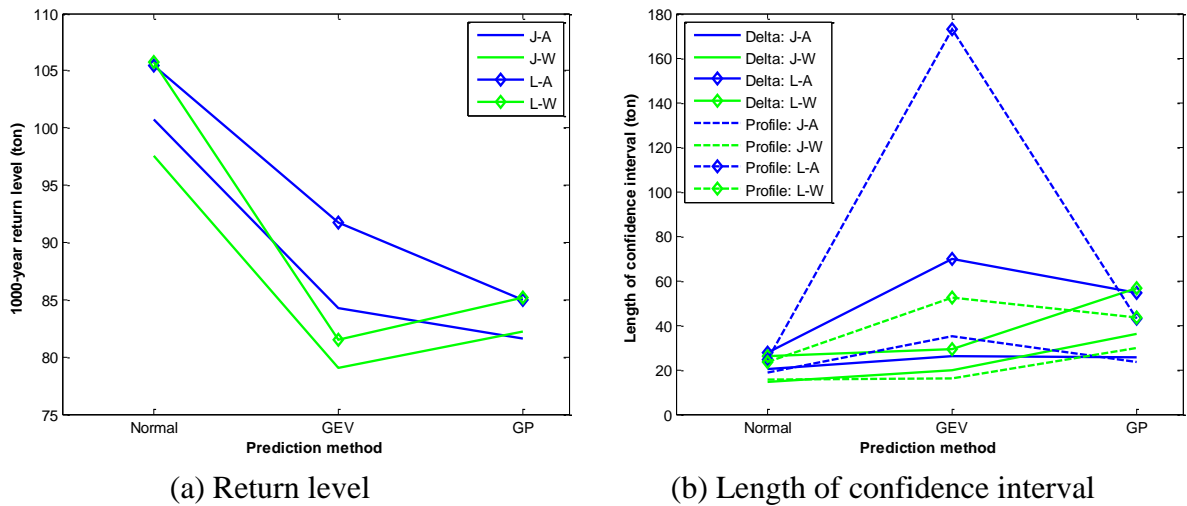 110
105
100
95
90
85
80
75
1000-year return level (ton)
Normal
GEV
GP
Prediction method
J-A
J-W
L-A
L-W
(a) Return level
180
160
140
120
100
80
60
40
20
0
Length of confidence interval (ton)
Normal
GEV
GP
Prediction method
Delta: J-A
Delta: J-W
Delta: L-A
Delta: L-W
Profile: J-A
Profile: J-W
Profile: L-A
Profile: L-W
(b) Length of confidence interval